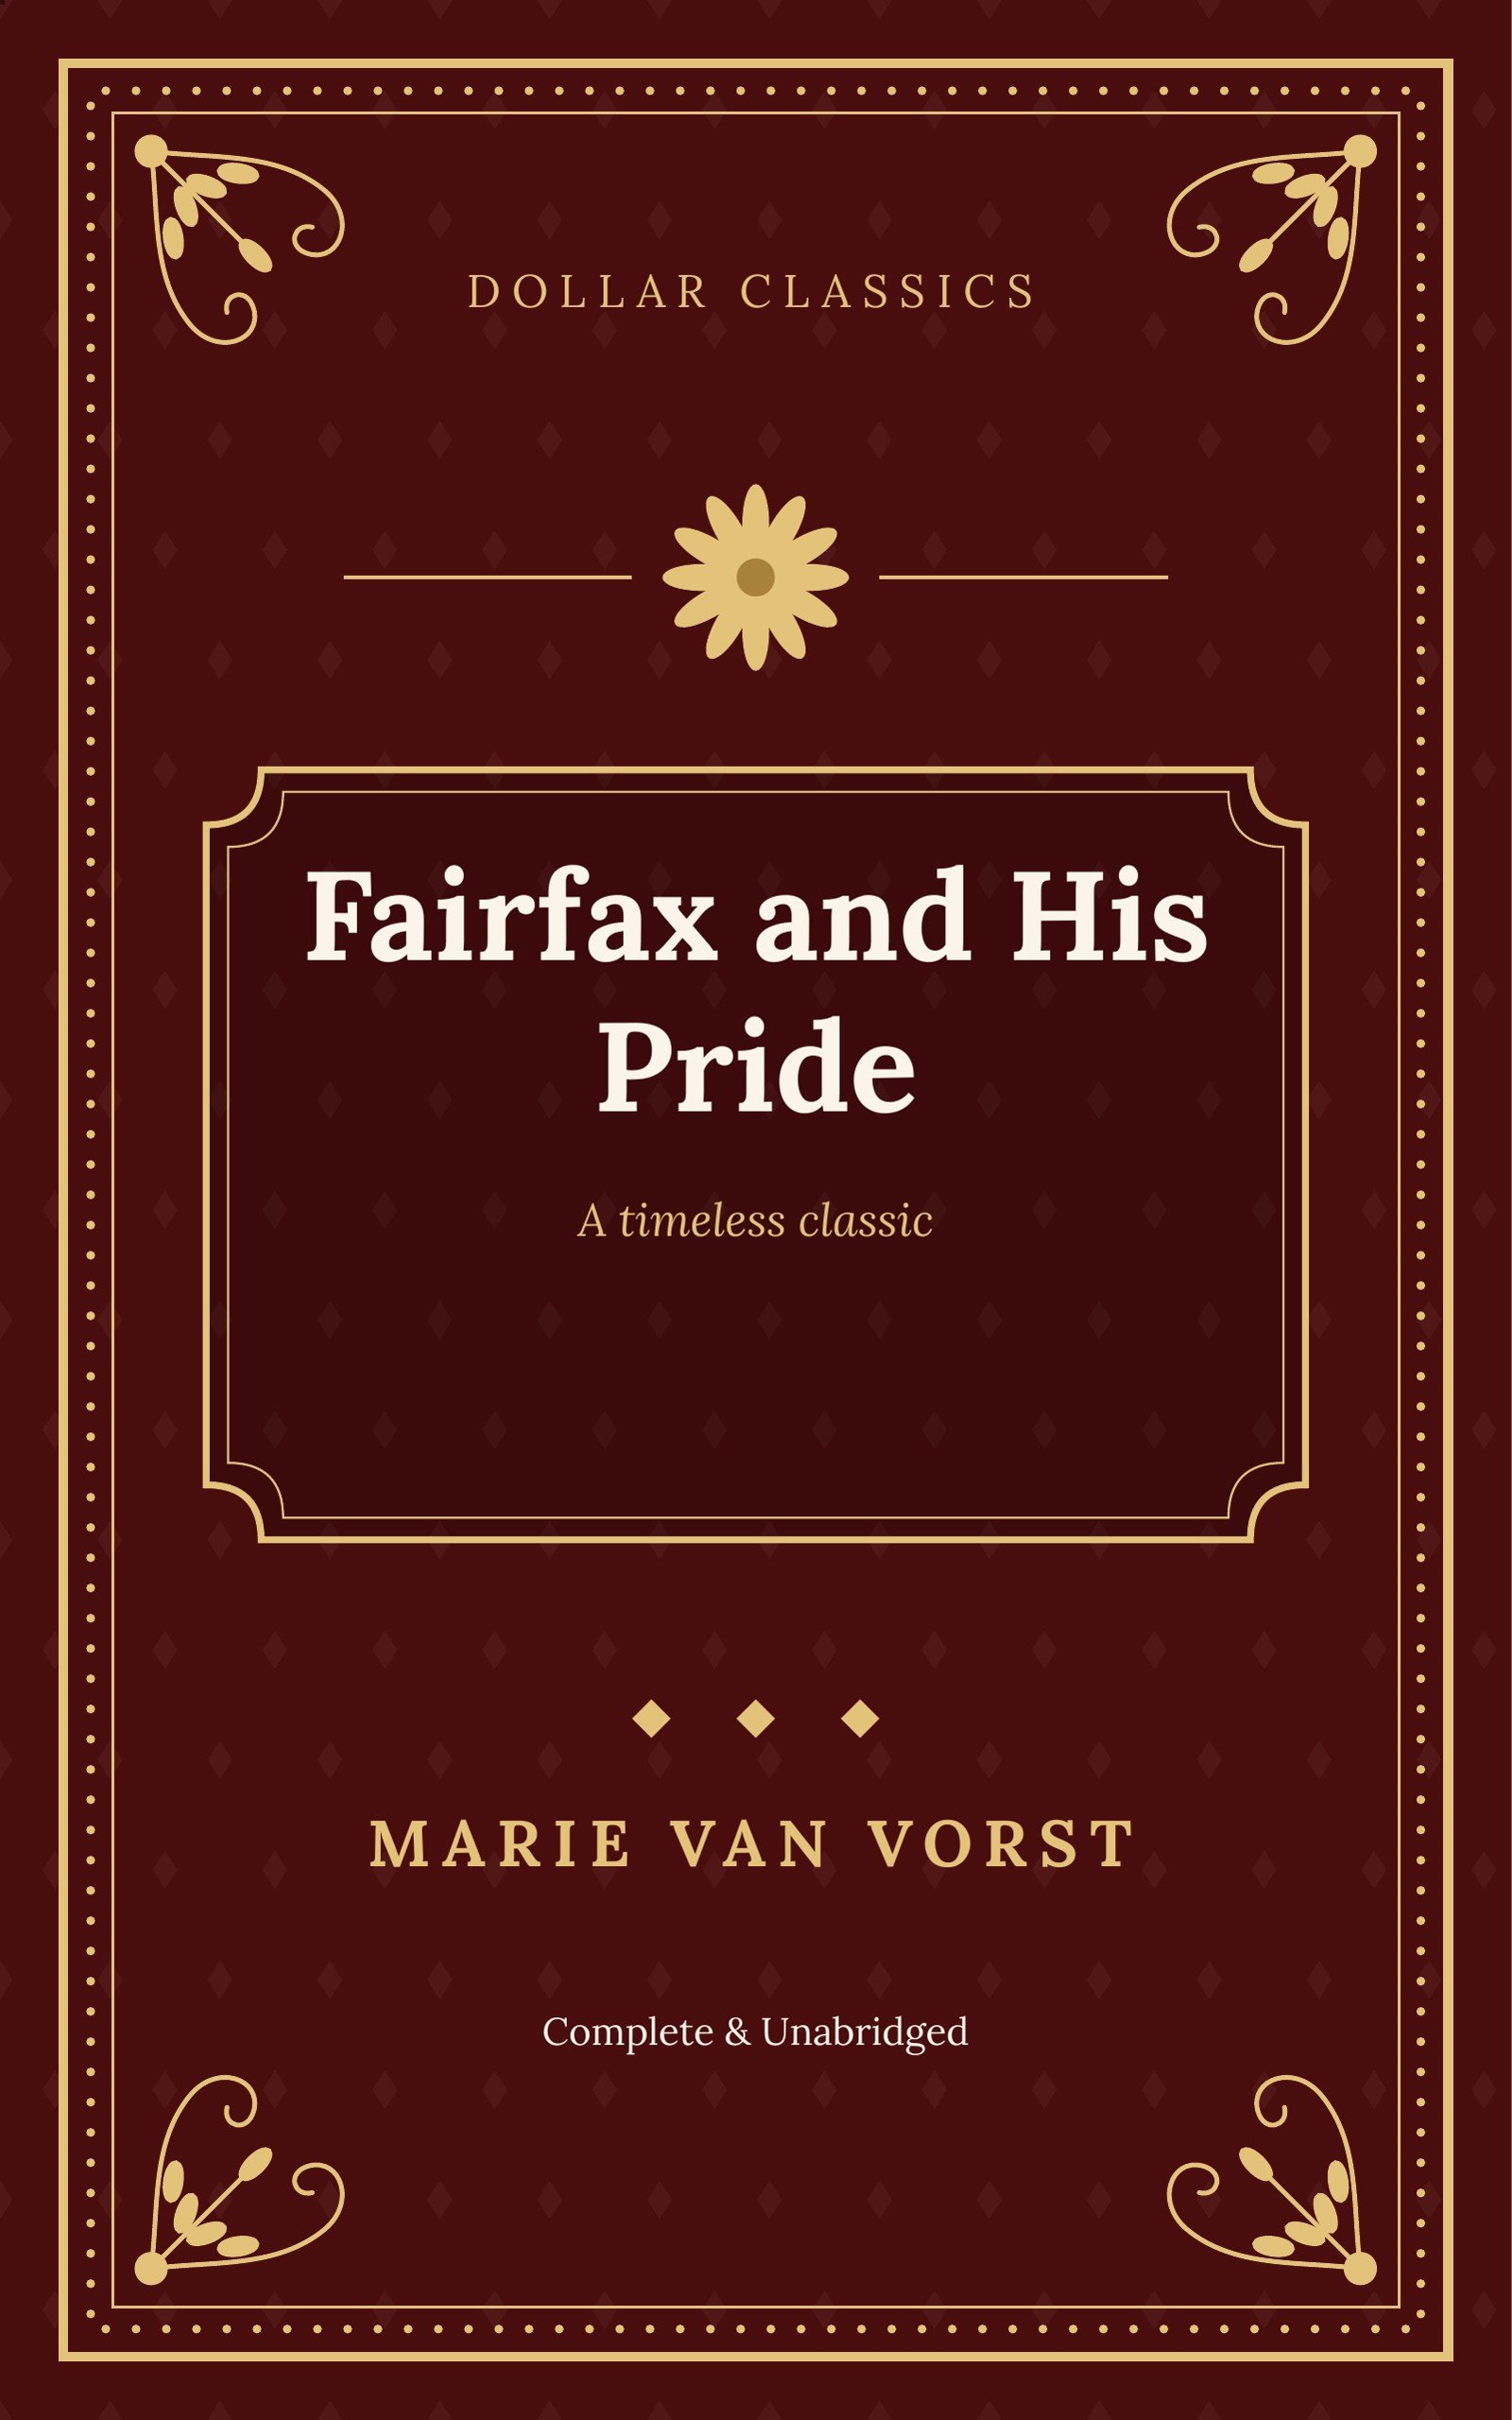 DOLLAR CLASSICS
Fairfax and His
Pride
A timeless classic
MARIE VAN VORST
Complete & Unabridged